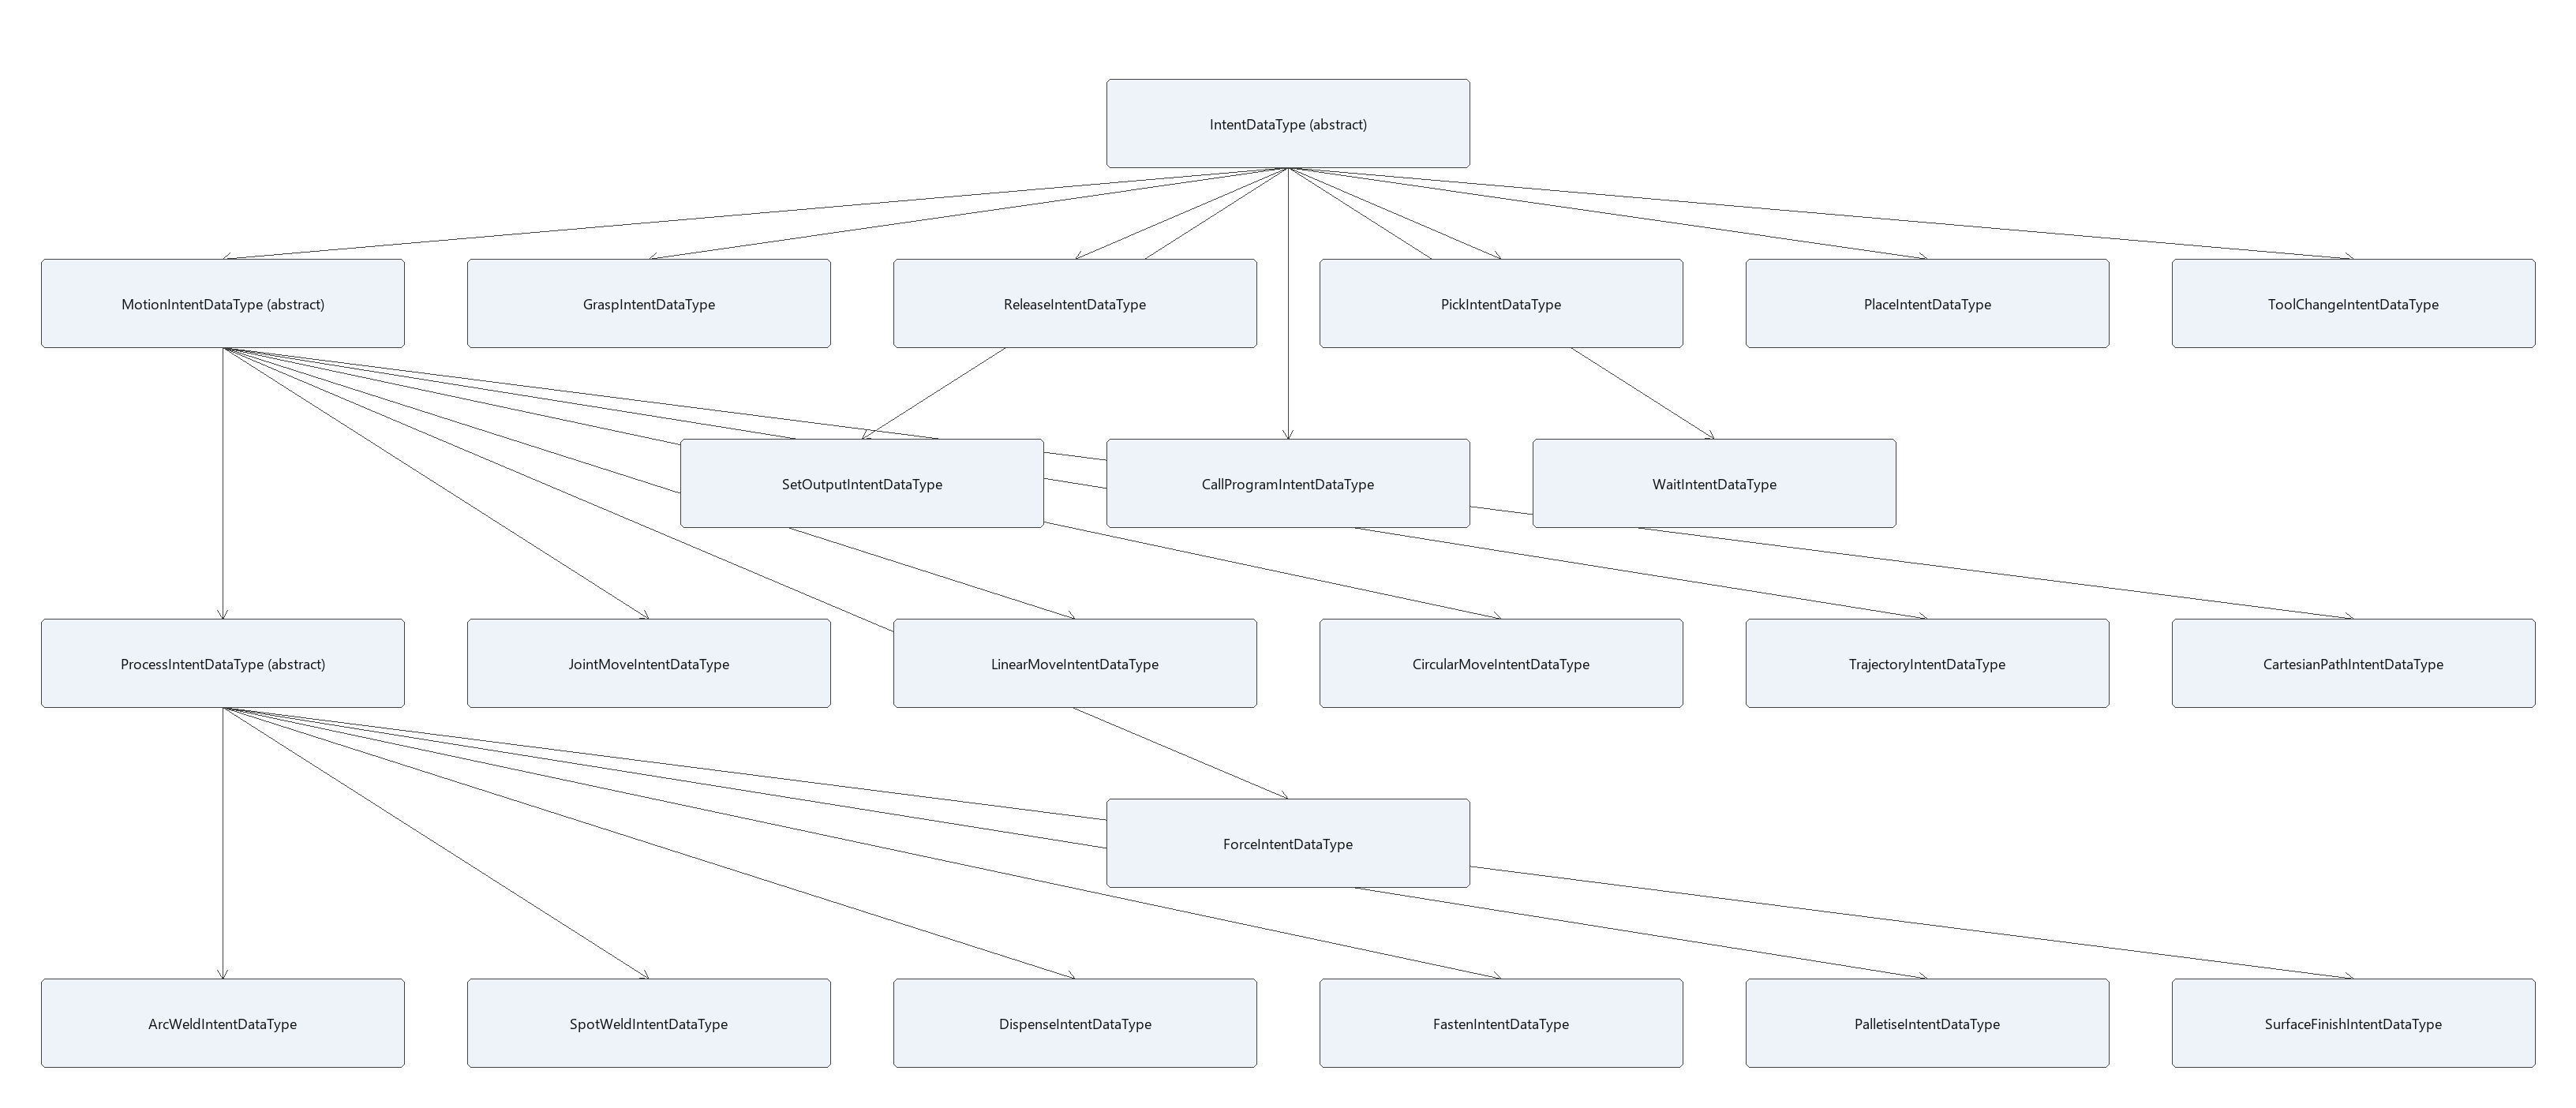 IntentDataType (abstract)
MotionIntentDataType (abstract)
GraspIntentDataType
ReleaseIntentDataType
PickIntentDataType
PlaceIntentDataType
ToolChangeIntentDataType
SetOutputIntentDataType
CallProgramIntentDataType
WaitIntentDataType
ProcessIntentDataType (abstract)
JointMoveIntentDataType
LinearMoveIntentDataType
CircularMoveIntentDataType
TrajectoryIntentDataType
CartesianPathIntentDataType
ForceIntentDataType
ArcWeldIntentDataType
SpotWeldIntentDataType
DispenseIntentDataType
FastenIntentDataType
PalletiseIntentDataType
SurfaceFinishIntentDataType